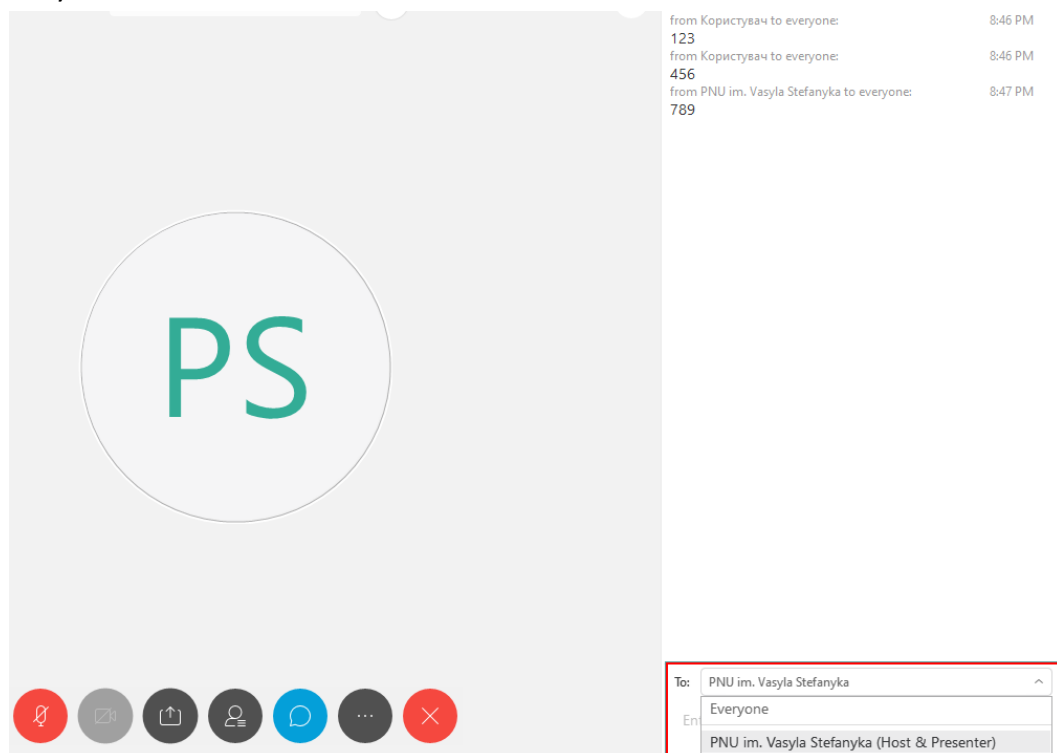 from Користувач to everyone: 8:46 PM
123
from Користувач to everyone: 8:46 PM
456
from PNU im. Vasyla Stefanyka to everyone: 8:47 PM
789
PS
To: PNU im. Vasyla Stefanyka
Everyone
PNU im. Vasyla Stefanyka (Host & Presenter)